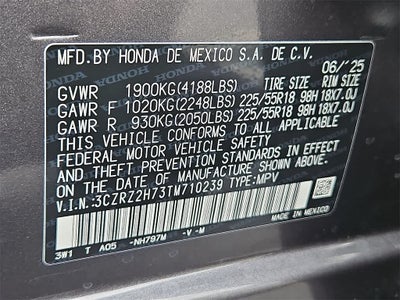 MFD.BY HONDA DE MEXICO S.A. DE C.V.
06/'25
TIRE SIZE RIM SIZE
GVWR 1900KG(4188LBS)
GAWR F 1020KG(2248LBS) 225/55R18 98H 18X7.0J
GAWR R 930KG(2050LBS) 225/55R18 98H 18X7.0J
THIS VEHICLE CONFORMS TO ALL APPLICABLE
FEDERAL MOTOR VEHICLE SAFETY
AND THEFT PREVENTION STANDARDS IN EFFECT
ON THE DATE OF MANUFACTURE SHOWN ABOVE.
V.I.N.:3CZRZ2H73TM710239 TYPE:MPV
3W1 T A05 -NH797M -V -M
MADE IN MEXICO